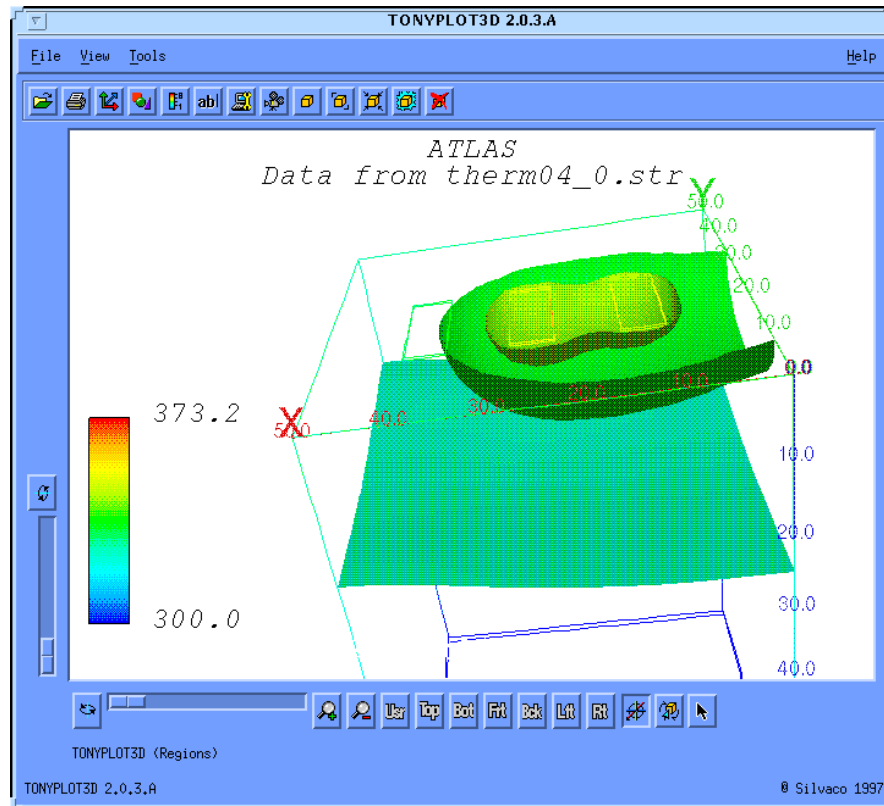 TONYPLOT3D 2.0.3.A
File View Tools Help
abl
ATLAS
Data from therm04_0.str
Y
50.0
40.0
30.0
20.0
10.0
0.0
X
50.0 40.0 30.0 20.0 10.0
10.0
20.0
30.0
40.0
373.2
300.0
Usr Top Bot Frt Bck Lft Rt
TONYPLOT3D (Regions)
TONYPLOT3D 2.0.3.A © Silvaco 1997